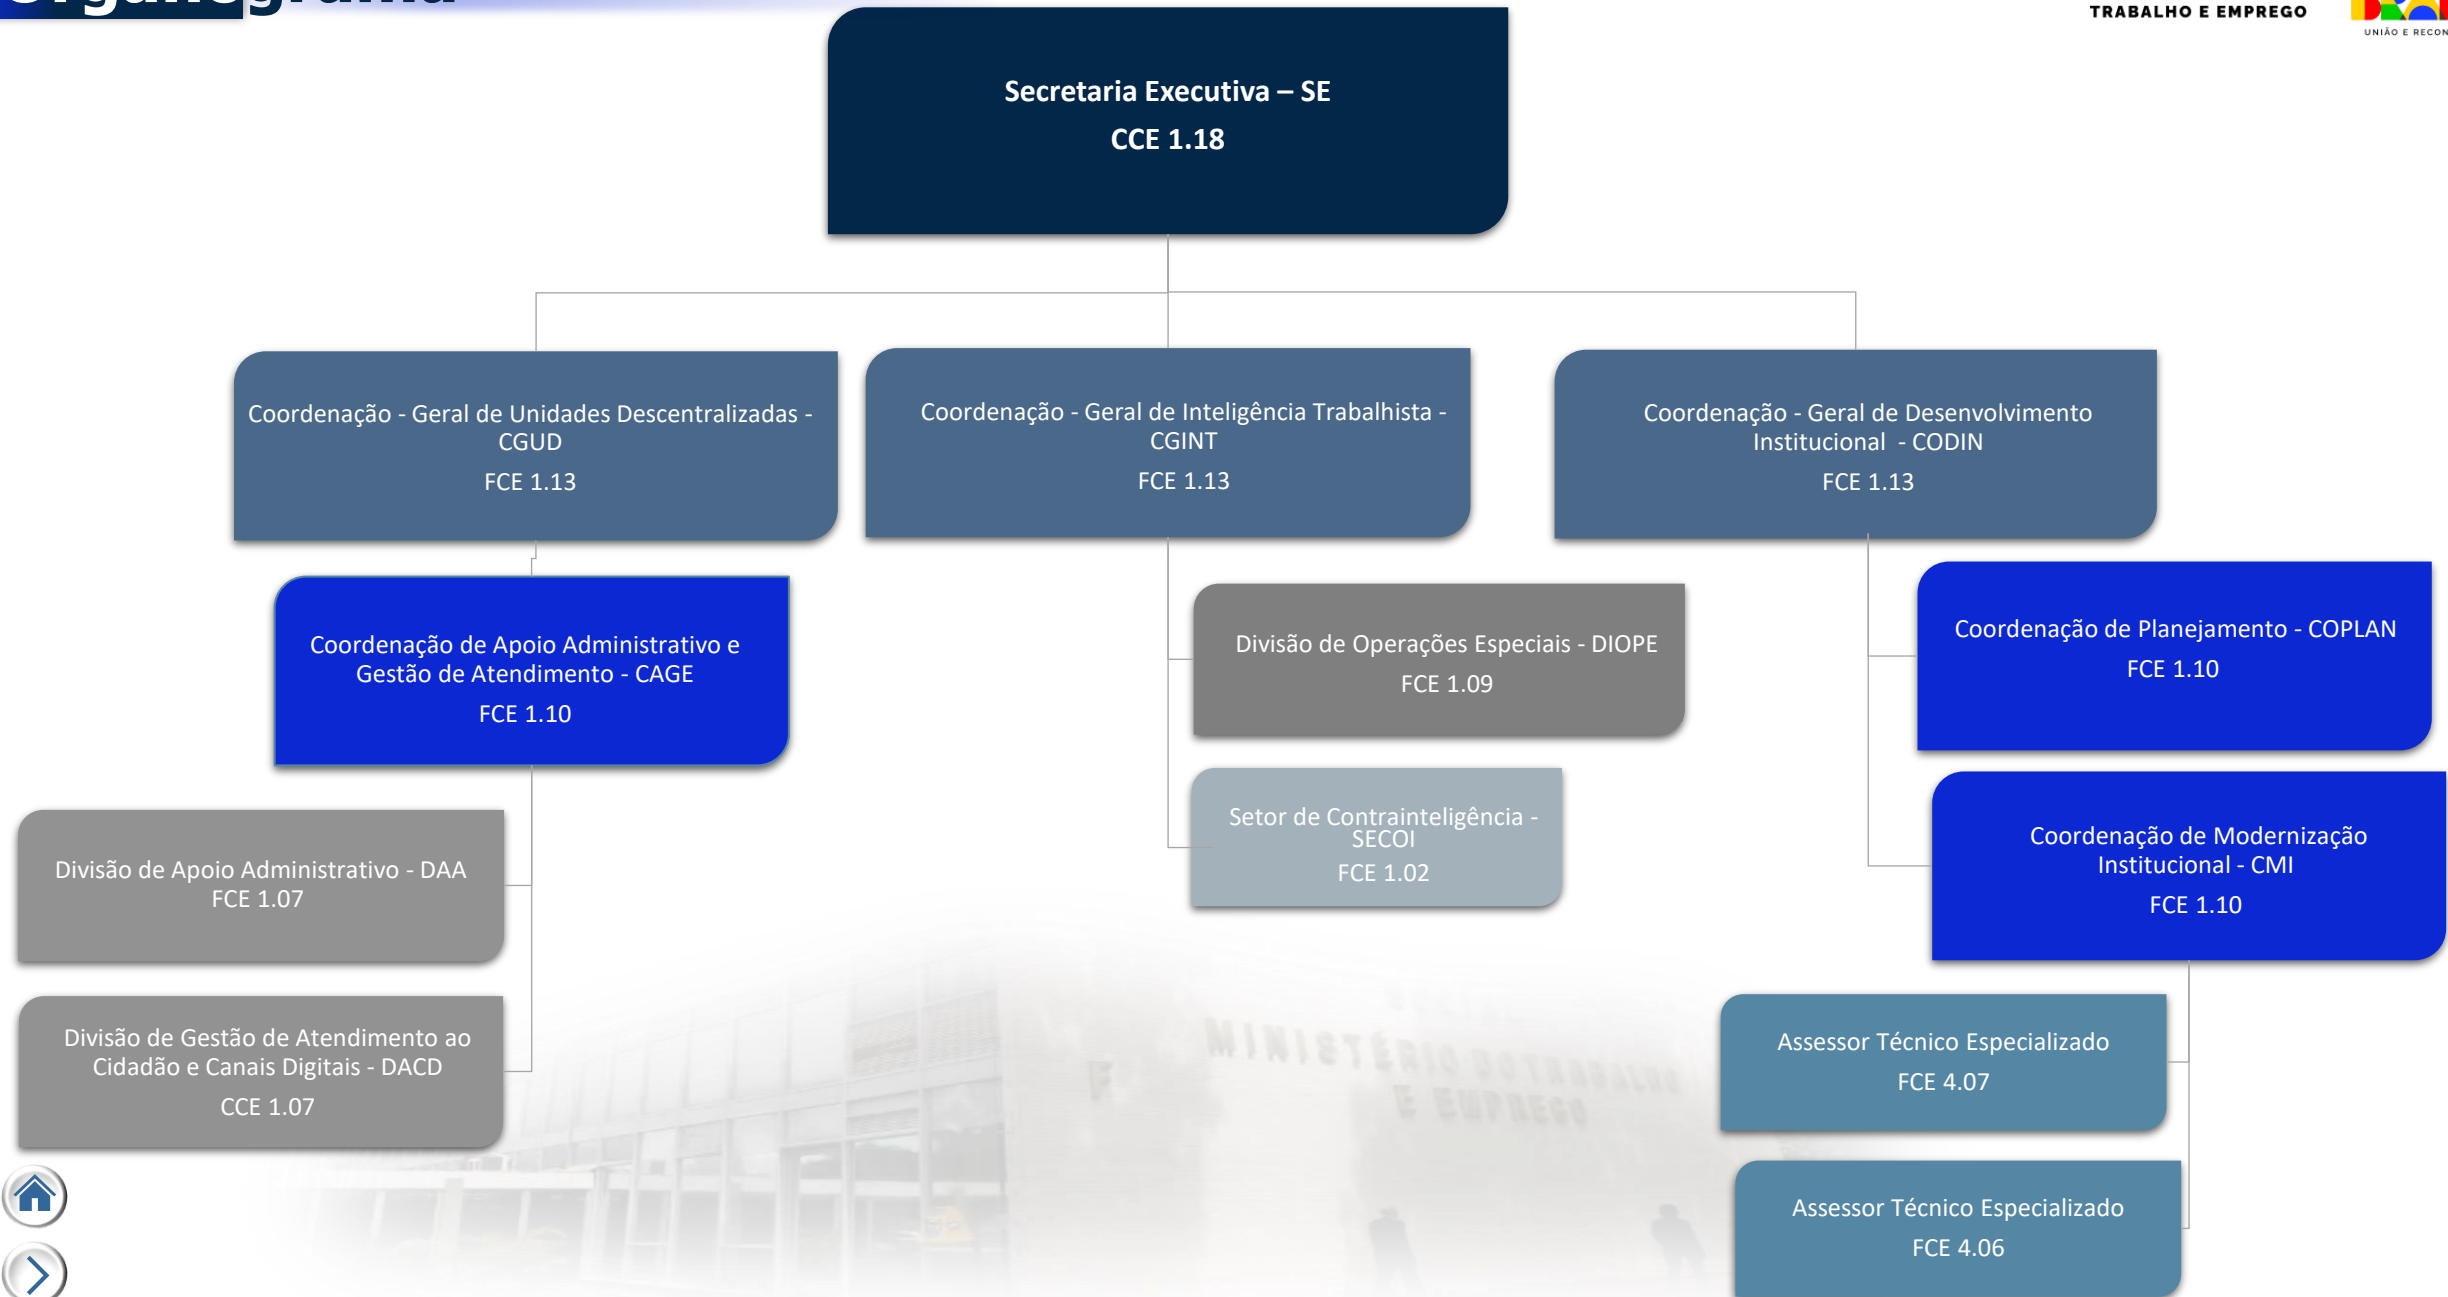 Organograma
TRABALHO E EMPREGO
BRA
UNIÃO E RECON
Secretaria Executiva – SE
CCE 1.18
Coordenação - Geral de Unidades Descentralizadas -
CGUD
FCE 1.13
Coordenação - Geral de Inteligência Trabalhista -
CGINT
FCE 1.13
Coordenação - Geral de Desenvolvimento
Institucional - CODIN
FCE 1.13
Coordenação de Apoio Administrativo e
Gestão de Atendimento - CAGE
FCE 1.10
Divisão de Operações Especiais - DIOPE
FCE 1.09
Coordenação de Planejamento - COPLAN
FCE 1.10
Divisão de Apoio Administrativo - DAA
FCE 1.07
Setor de Contrainteligência -
SECOI
FCE 1.02
Coordenação de Modernização
Institucional - CMI
FCE 1.10
Divisão de Gestão de Atendimento ao
Cidadão e Canais Digitais - DACD
CCE 1.07
MINISTÉRIO DO TRABALHO
E EMPREGO
Assessor Técnico Especializado
FCE 4.07
Assessor Técnico Especializado
FCE 4.06